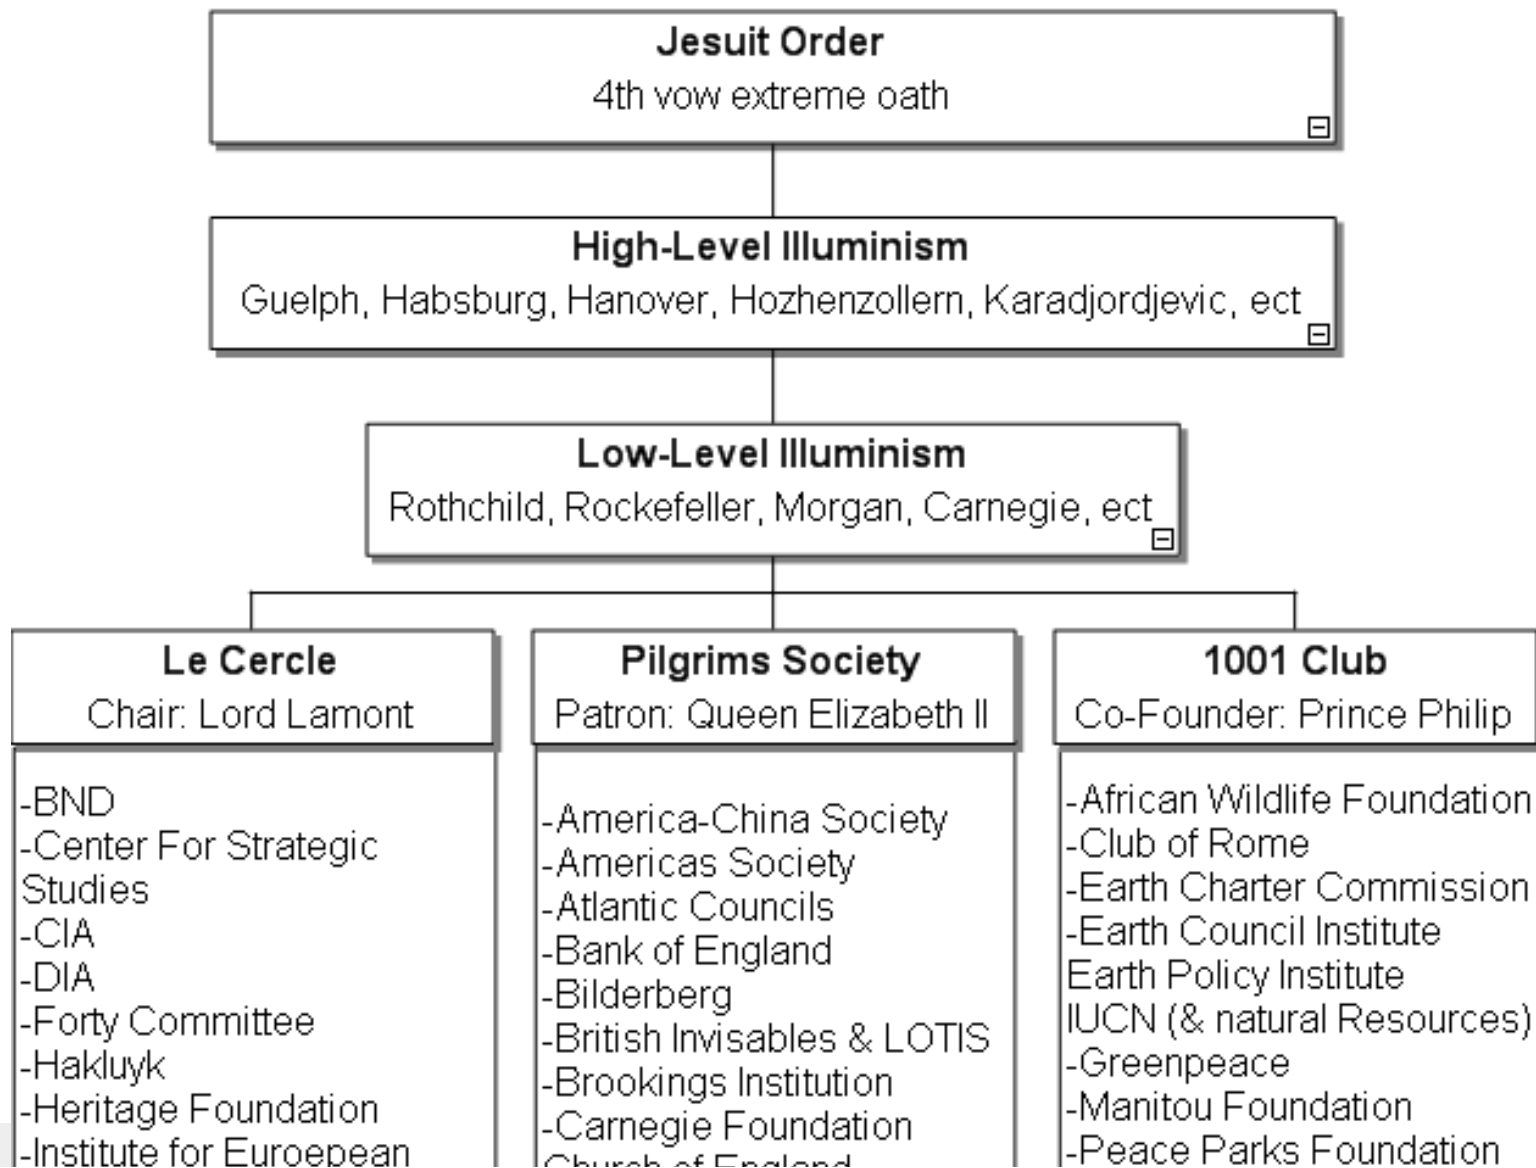 Jesuit Order
4th vow extreme oath
High-Level Illuminism
Guelph, Habsburg, Hanover, Hozhenzollern, Karadjordjevic, ect
Low-Level Illuminism
Rothchild, Rockefeller, Morgan, Carnegie, ect
Le Cercle
Chair: Lord Lamont
-BND
-Center For Strategic
Studies
-CIA
-DIA
-Forty Committee
-Hakluyk
-Heritage Foundation
-Institute for Euroepean
Pilgrims Society
Patron: Queen Elizabeth II
-America-China Society
-Americas Society
-Atlantic Councils
-Bank of England
-Bilderberg
-British Invisables & LOTIS
-Brookings Institution
-Carnegie Foundation
Church of England
1001 Club
Co-Founder: Prince Philip
-African Wildlife Foundation
-Club of Rome
-Earth Charter Commission
-Earth Council Institute
Earth Policy Institute
IUCN (& natural Resources)
-Greenpeace
-Manitou Foundation
-Peace Parks Foundation